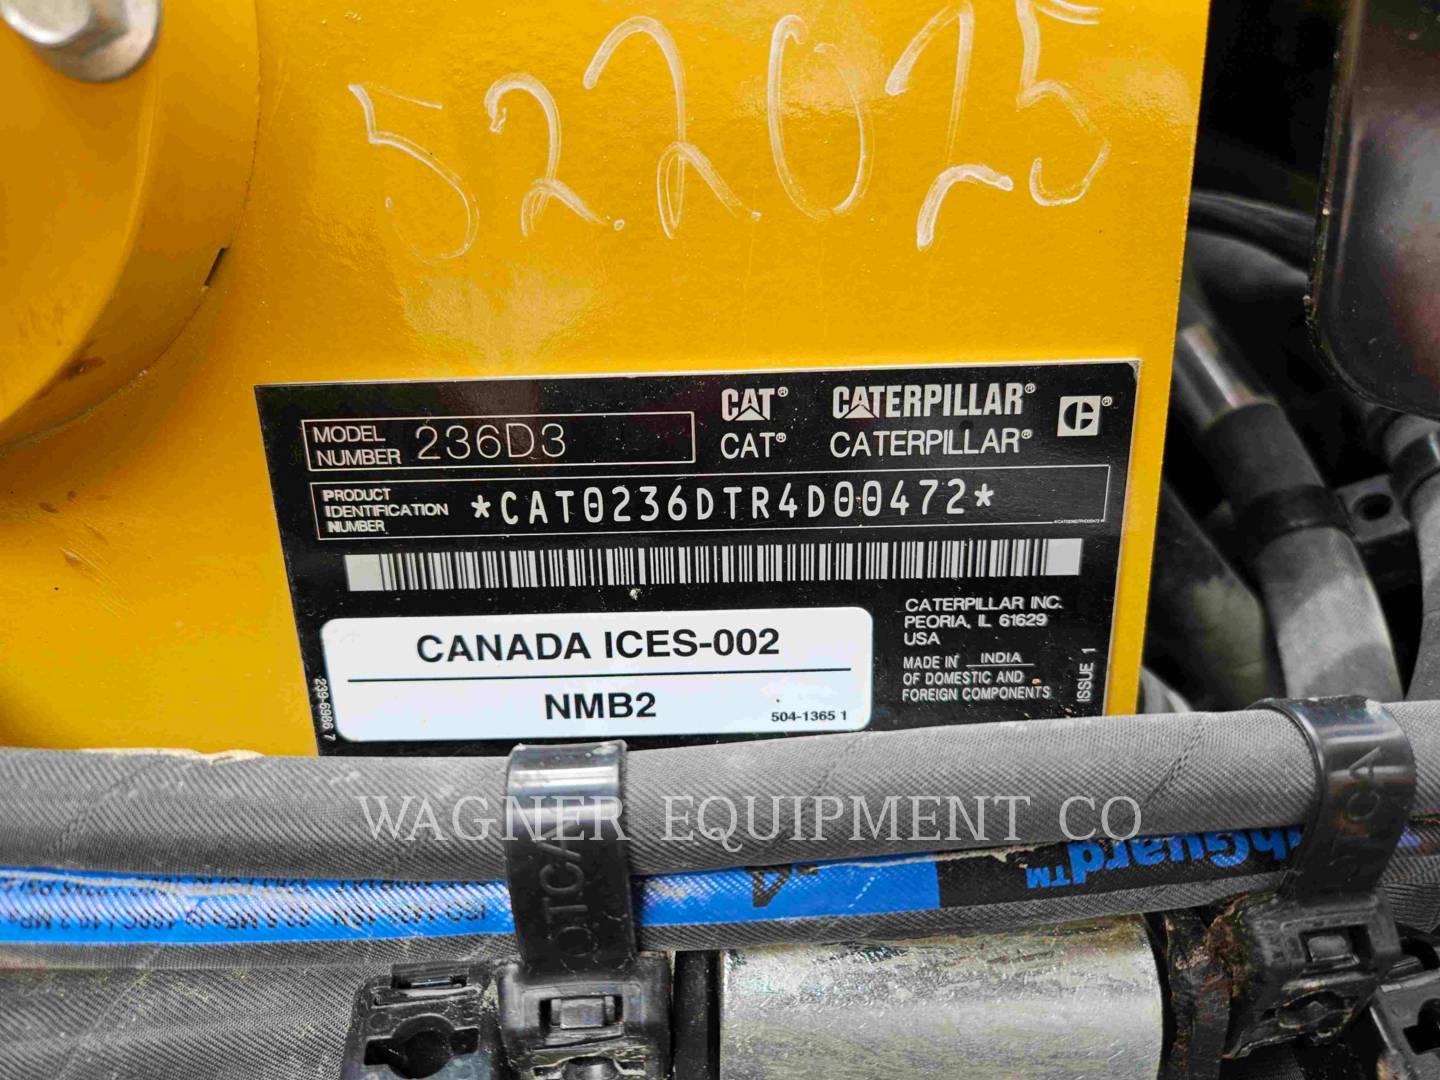 522025
CAT® CATERPILLAR®
CAT® CATERPILLAR®
MODEL NUMBER 236D3
PRODUCT IDENTIFICATION NUMBER *CAT0236DTR4D00472*
CATERPILLAR INC.
PEORIA, IL 61629
USA
MADE IN INDIA
OF DOMESTIC AND
FOREIGN COMPONENTS
ISSUE 1
239-6986 7
CANADA ICES-002
NMB2
504-1365 1
WAGNER EQUIPMENT CO
OTCA
TCA